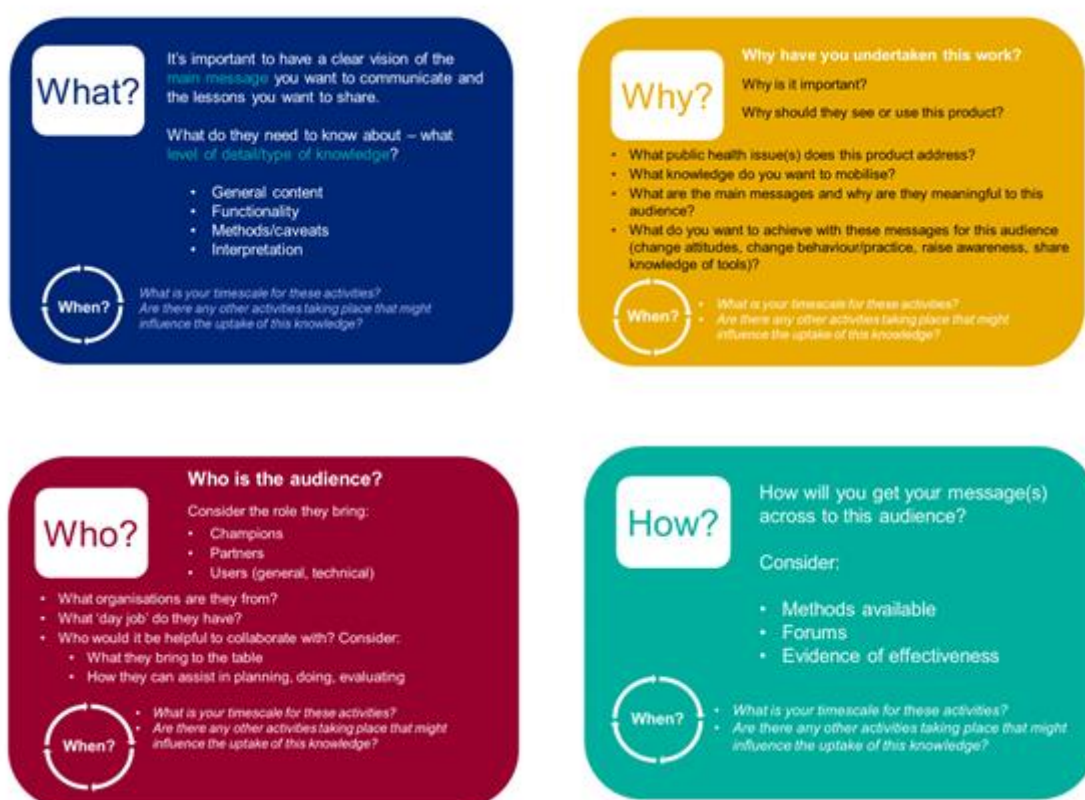 What?
It's important to have a clear vision of the
main message you want to communicate and
the lessons you want to share.
What do they need to know about – what
level of detail/type of knowledge?
• General content
• Functionality
• Methods/caveats
• Interpretation
When?
What is your timescale for these activities?
Are there any other activities taking place that might
influence the uptake of this knowledge?
Why?
Why have you undertaken this work?
Why is it important?
Why should they see or use this product?
• What public health issue(s) does this product address?
• What knowledge do you want to mobilise?
• What are the main messages and why are they meaningful to this
audience?
• What do you want to achieve with these messages for this audience
(change attitudes, change behaviour/practice, raise awareness, share
knowledge of tools)?
When?
• What is your timescale for these activities?
• Are there any other activities taking place that might
influence the uptake of this knowledge?
Who?
Who is the audience?
Consider the role they bring:
• Champions
• Partners
• Users (general, technical)
• What organisations are they from?
• What 'day job' do they have?
• Who would it be helpful to collaborate with? Consider:
• What they bring to the table
• How they can assist in planning, doing, evaluating
When?
• What is your timescale for these activities?
• Are there any other activities taking place that might
influence the uptake of this knowledge?
How?
How will you get your message(s)
across to this audience?
Consider:
• Methods available
• Forums
• Evidence of effectiveness
When?
• What is your timescale for these activities?
• Are there any other activities taking place that might
influence the uptake of this knowledge?